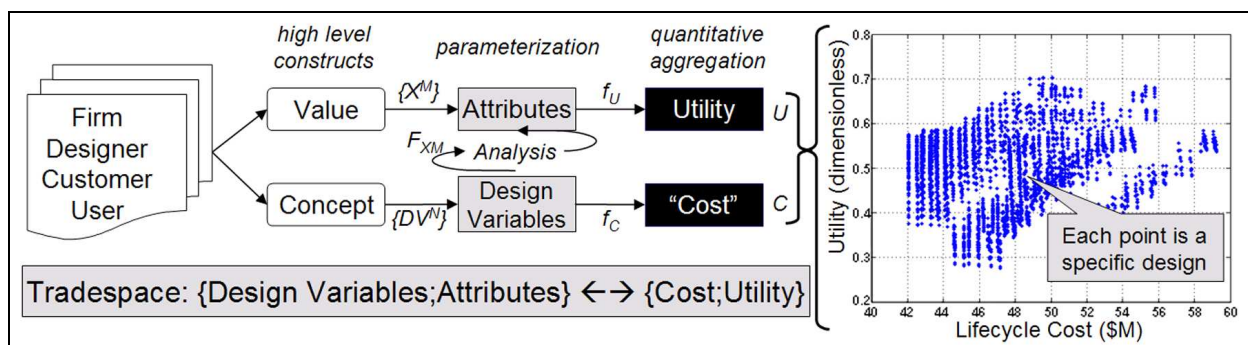 high level
constructs
parameterization
quantitative
aggregation
Firm
Designer
Customer
User
Value
{X^M}
Attributes
f_U
Utility
U
F_XM
Analysis
Concept
{DV^N}
Design
Variables
f_C
“Cost”
C
Tradespace: {Design Variables;Attributes} ←→ {Cost;Utility}
Utility (dimensionless)
0.8
0.7
0.6
0.5
0.4
0.3
0.2
Each point is a
specific design
40 42 44 46 48 50 52 54 56 58 60
Lifecycle Cost ($M)